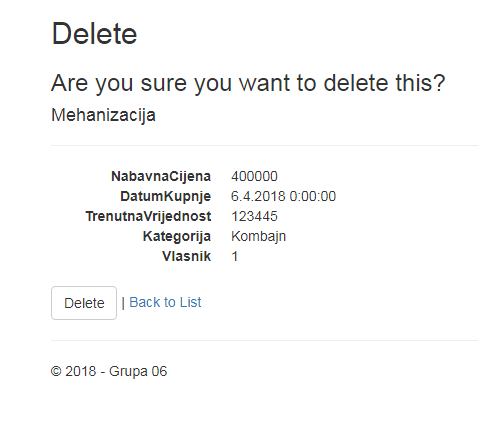 Delete
Are you sure you want to delete this?
Mehanizacija
NabavnaCijena 400000
DatumKupnje 6.4.2018 0:00:00
TrenutnaVrijednost 123445
Kategorija Kombajn
Vlasnik 1
Delete | Back to List
© 2018 - Grupa 06